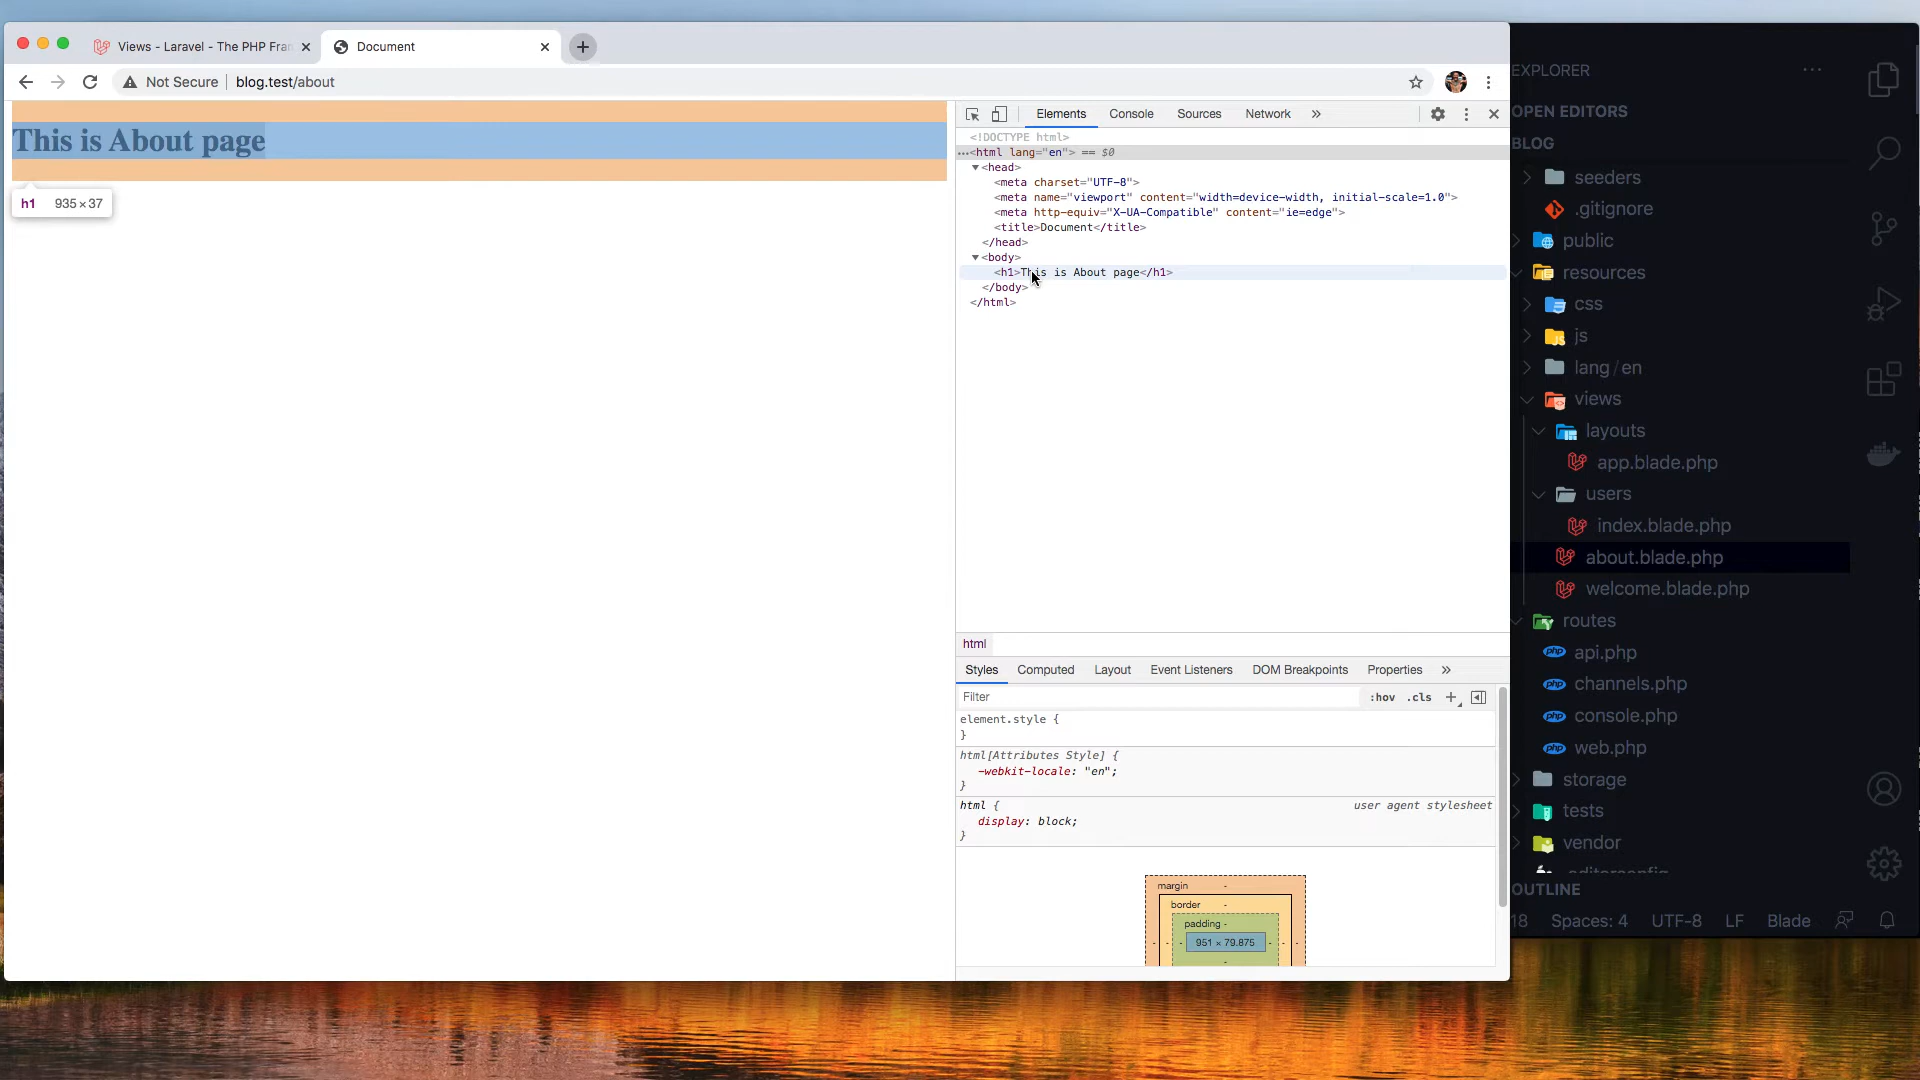 Views - Laravel - The PHP Fran
Document
Not Secure
blog.test/about
This is About page
h1 935×37
Elements
Console
Sources
Network
<!DOCTYPE html>
<html lang="en"> == $0
<head>
<meta charset="UTF-8">
<meta name="viewport" content="width=device-width, initial-scale=1.0">
<meta http-equiv="X-UA-Compatible" content="ie=edge">
<title>Document</title>
</head>
<body>
<h1>This is About page</h1>
</body>
</html>
html
Styles
Computed
Layout
Event Listeners
DOM Breakpoints
Properties
Filter
:hov
.cls
element.style {
}
html[Attributes Style] {
-webkit-locale: "en";
}
html {
user agent stylesheet
display: block;
}
margin -
border -
padding -
- - - 951 × 79.875 - - -
-
EXPLORER
OPEN EDITORS
BLOG
seeders
.gitignore
public
resources
css
js
lang / en
views
layouts
app.blade.php
users
index.blade.php
about.blade.php
welcome.blade.php
routes
api.php
channels.php
console.php
web.php
storage
tests
vendor
.editorconfig
OUTLINE
18
Spaces: 4
UTF-8
LF
Blade